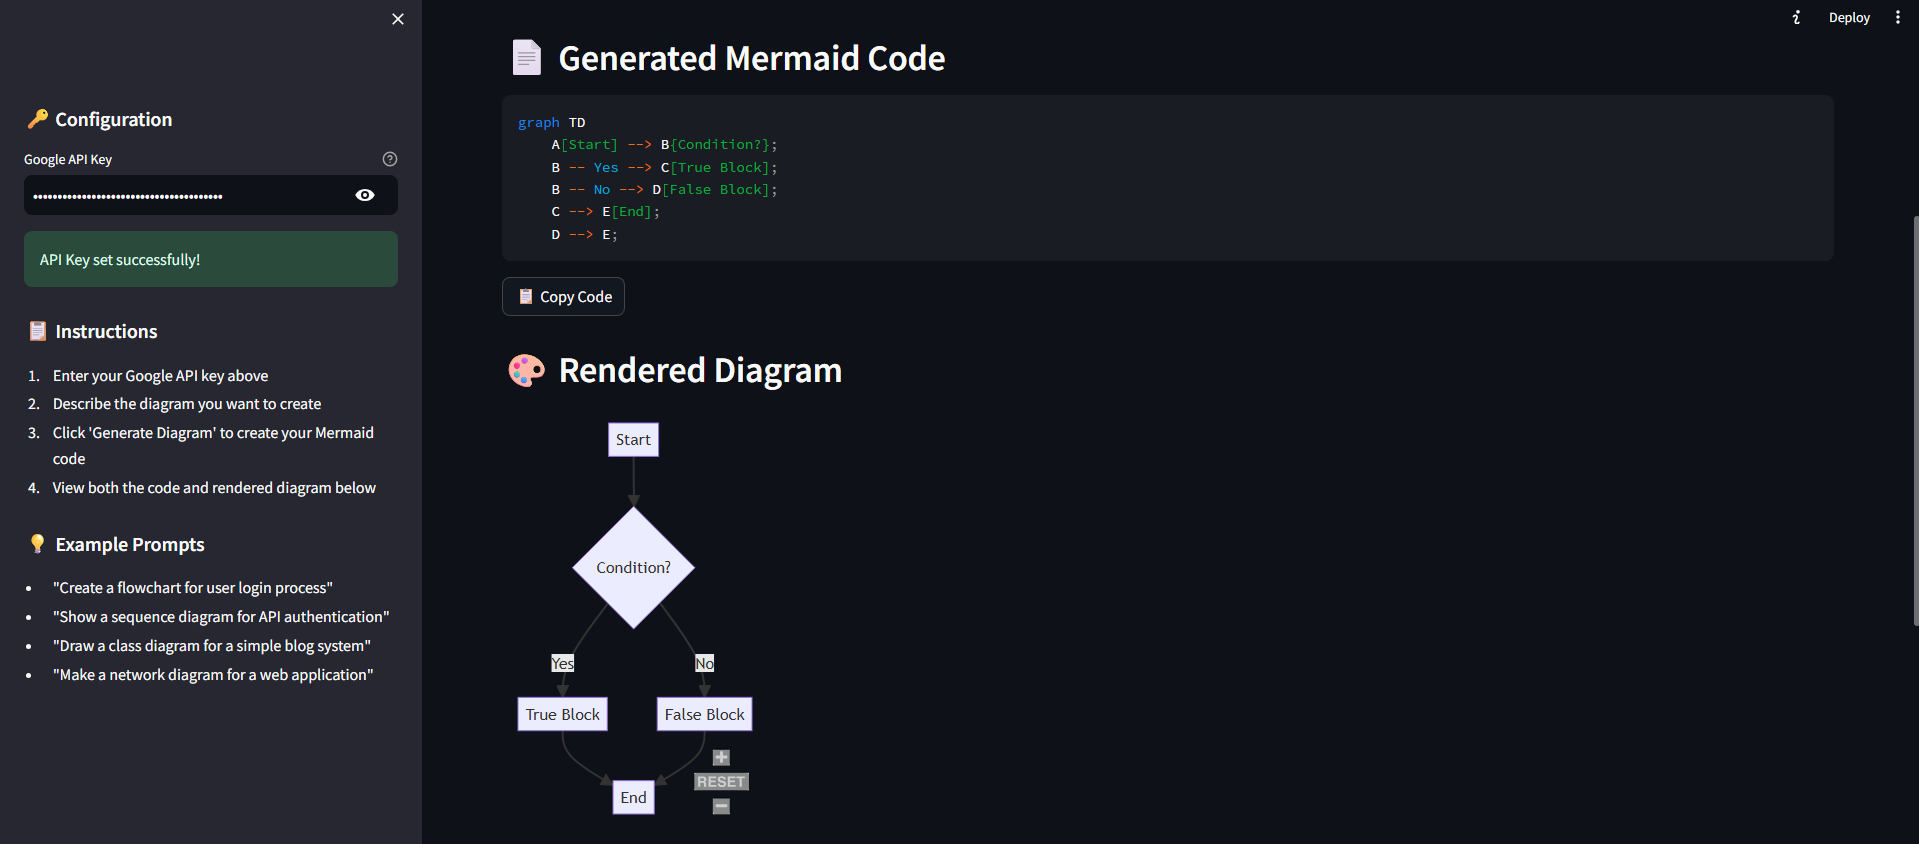 Deploy
Configuration
Google API Key
API Key set successfully!
Instructions
1. Enter your Google API key above
2. Describe the diagram you want to create
3. Click 'Generate Diagram' to create your Mermaid
code
4. View both the code and rendered diagram below
Example Prompts
• "Create a flowchart for user login process"
• "Show a sequence diagram for API authentication"
• "Draw a class diagram for a simple blog system"
• "Make a network diagram for a web application"
Generated Mermaid Code
graph TD
    A[Start] --> B{Condition?};
    B -- Yes --> C[True Block];
    B -- No --> D[False Block];
    C --> E[End];
    D --> E;
Copy Code
Rendered Diagram
Start
Condition?
Yes No
True Block False Block
RESET
End